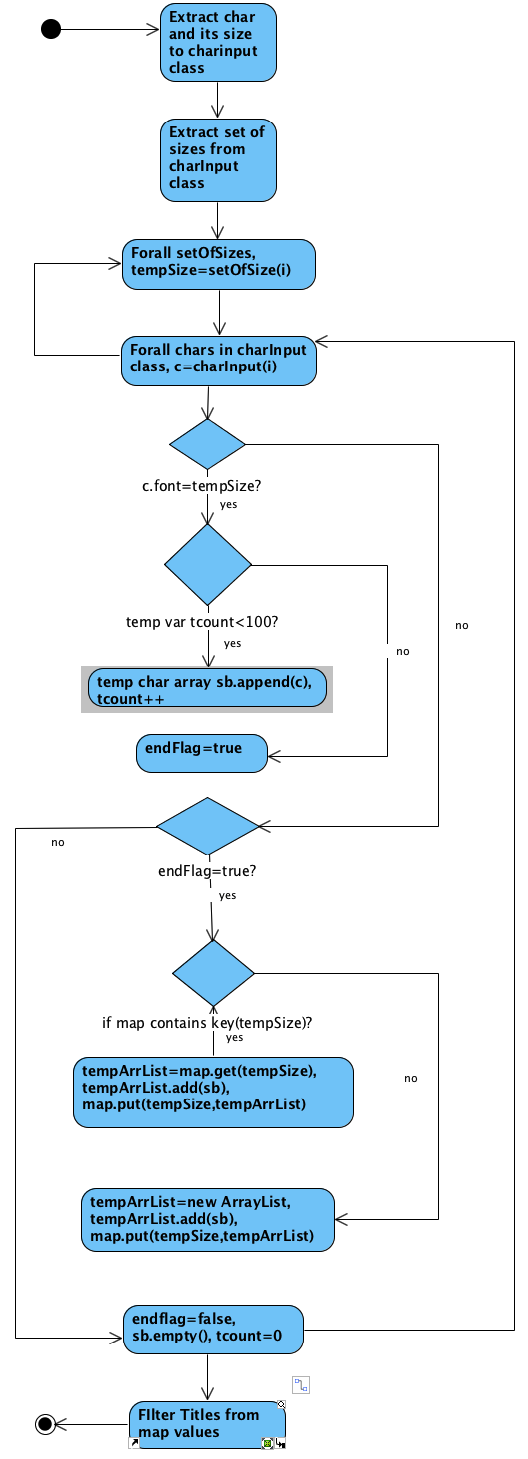 Extract char
and its size
to charinput
class
Extract set of
sizes from
charInput
class
Forall setOfSizes,
tempSize=setOfSize(i)
Forall chars in charInput
class, c=charInput(i)
c.font=tempSize?
yes
temp var tcount<100?
no
yes
no
temp char array sb.append(c),
tcount++
endFlag=true
no
endFlag=true?
yes
if map contains key(tempSize)?
yes
tempArrList=map.get(tempSize),
tempArrList.add(sb),
map.put(tempSize,tempArrList)
no
tempArrList=new ArrayList,
tempArrList.add(sb),
map.put(tempSize,tempArrList)
endflag=false,
sb.empty(), tcount=0
FIlter Titles from
map values